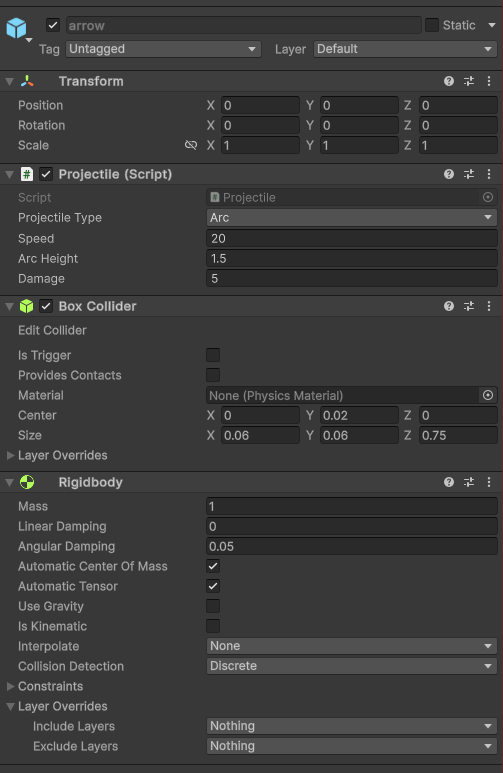 arrow Static
Tag Untagged Layer Default
Transform
Position X 0 Y 0 Z 0
Rotation X 0 Y 0 Z 0
Scale X 1 Y 1 Z 1
# Projectile (Script)
Script # Projectile
Projectile Type Arc
Speed 20
Arc Height 1.5
Damage 5
Box Collider
Edit Collider
Is Trigger
Provides Contacts
Material None (Physics Material)
Center X 0 Y 0.02 Z 0
Size X 0.06 Y 0.06 Z 0.75
Layer Overrides
Rigidbody
Mass 1
Linear Damping 0
Angular Damping 0.05
Automatic Center Of Mass
Automatic Tensor
Use Gravity
Is Kinematic
Interpolate None
Collision Detection Discrete
Constraints
Layer Overrides
Include Layers Nothing
Exclude Layers Nothing